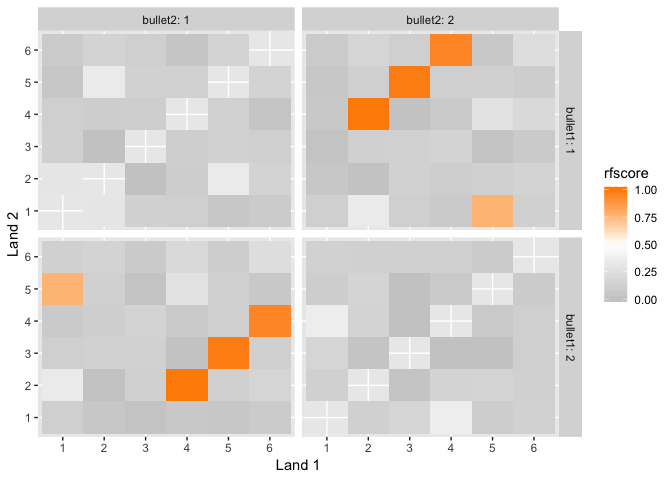 bullet2: 1
bullet2: 2
6
5
4
3
2
1
bullet1: 1
6
5
4
3
2
1
bullet1: 2
Land 2
1 2 3 4 5 6
1 2 3 4 5 6
Land 1
rfscore
1.00
0.75
0.50
0.25
0.00